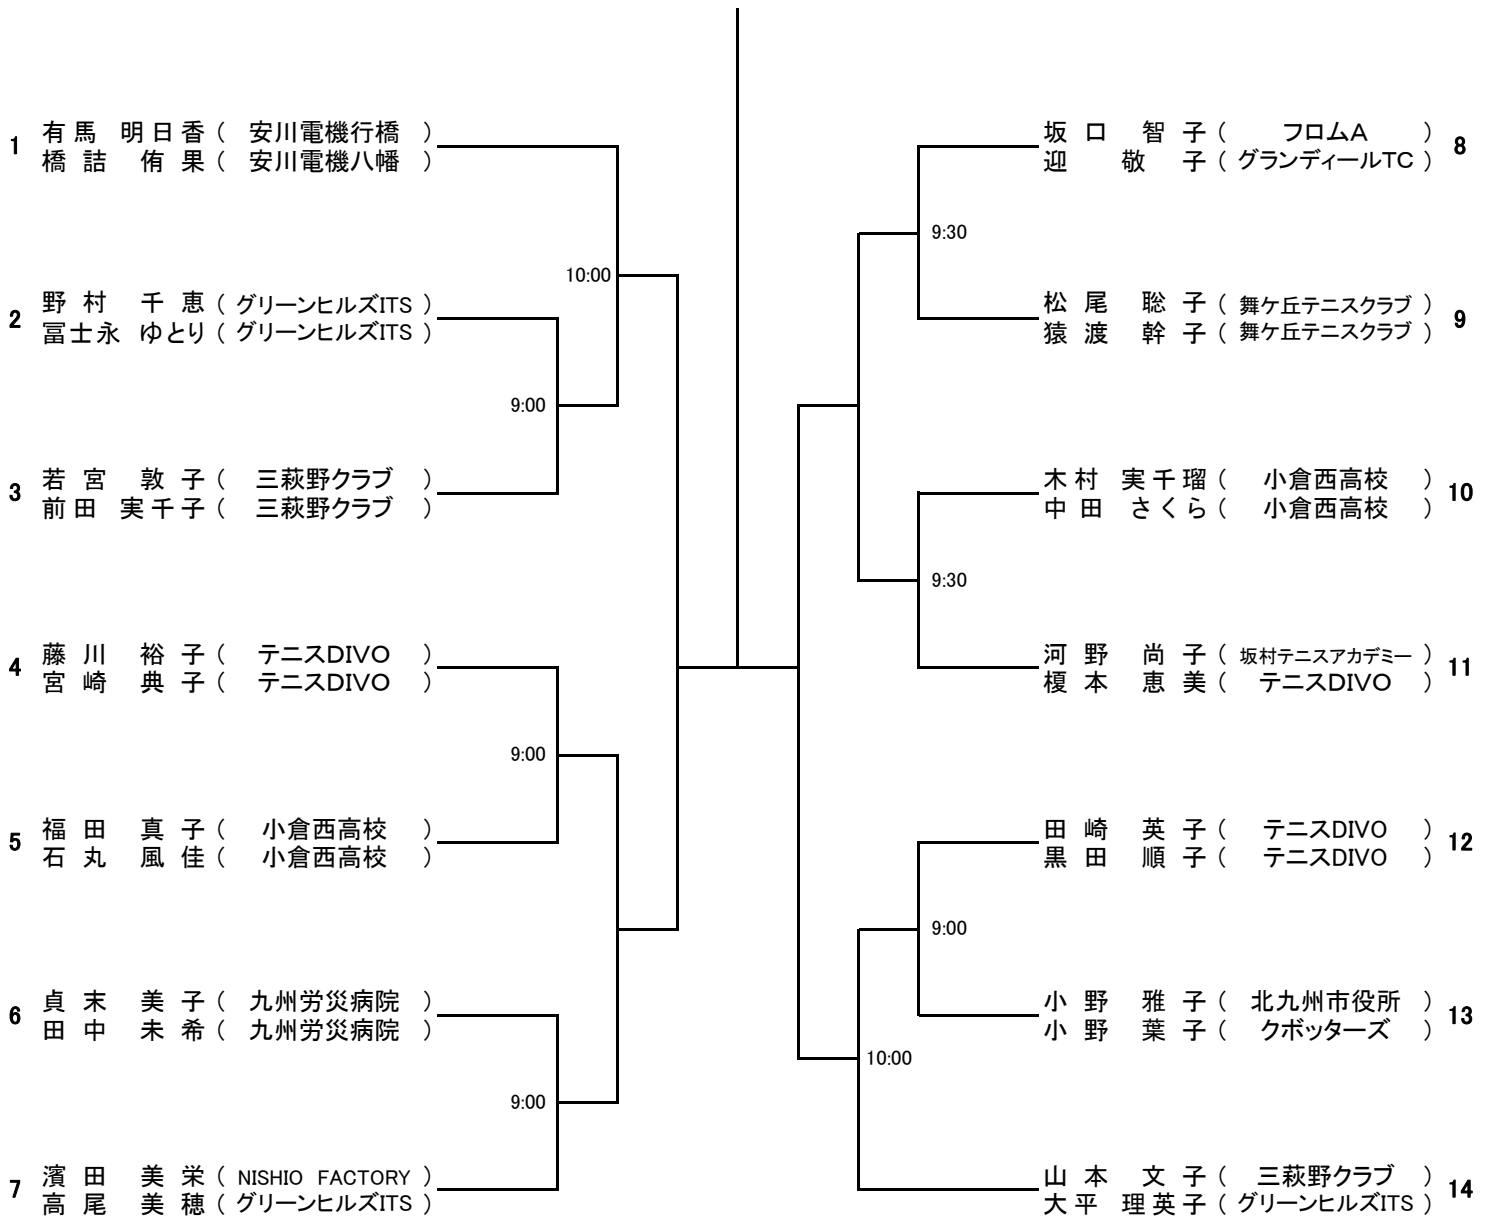 1 有馬 明日香 ( 安川電機行橋 )
橋詰 侑果 ( 安川電機八幡 )
10:00
2 野村 千恵 ( グリーンヒルズITS )
冨士永 ゆとり ( グリーンヒルズITS )
9:00
3 若宮 敦子 ( 三萩野クラブ )
前田 実千子 ( 三萩野クラブ )
4 藤川 裕子 ( テニスDIVO )
宮崎 典子 ( テニスDIVO )
9:00
5 福田 真子 ( 小倉西高校 )
石丸 風佳 ( 小倉西高校 )
6 貞末 美子 ( 九州労災病院 )
田中 未希 ( 九州労災病院 )
9:00
7 濱田 美栄 ( NISHIO FACTORY )
高尾 美穂 ( グリーンヒルズITS )
坂口 智子 ( フロムA ) 8
迎 敬子 ( グランディールTC )
9:30
松尾 聡子 ( 舞ケ丘テニスクラブ ) 9
猿渡 幹子 ( 舞ケ丘テニスクラブ )
木村 実千瑠 ( 小倉西高校 ) 10
中田 さくら ( 小倉西高校 )
9:30
河野 尚子 ( 坂村テニスアカデミー ) 11
榎本 恵美 ( テニスDIVO )
田崎 英子 ( テニスDIVO ) 12
黒田 順子 ( テニスDIVO )
9:00
小野 雅子 ( 北九州市役所 ) 13
小野 葉子 ( クボッターズ )
10:00
山本 文子 ( 三萩野クラブ ) 14
大平 理英子 ( グリーンヒルズITS )